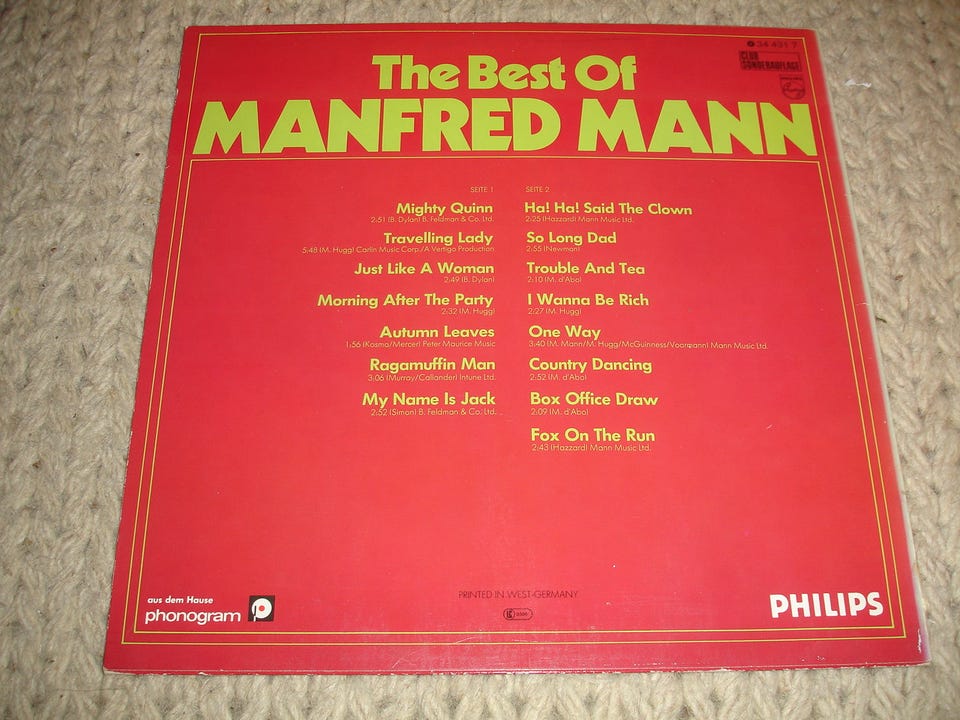 34 431 7
CLUB
SONDERAUFLAGE
PHILIPS
The Best Of
MANFRED MANN
SEITE 1
Mighty Quinn
2:51 (B. Dylan) B. Feldman & Co. Ltd.
Travelling Lady
5:48 (M. Hugg) Carlin Music Corp./A Vertigo Production
Just Like A Woman
2:49 (B. Dylan)
Morning After The Party
2:32 (M. Hugg)
Autumn Leaves
1:56 (Kosma/Mercer) Peter Maurice Music
Ragamuffin Man
3:06 (Murray/Callander) Intune Ltd.
My Name Is Jack
2:52 (Simon) B. Feldman & Co. Ltd.
SEITE 2
Ha! Ha! Said The Clown
2:25 (Hazzard) Mann Music Ltd.
So Long Dad
2:55 (Newman)
Trouble And Tea
2:10 (M. d'Abo)
I Wanna Be Rich
2:27 (M. Hugg)
One Way
3:40 (M. Mann/M. Hugg/McGuinness/Voormann) Mann Music Ltd.
Country Dancing
2:52 (M. d'Abo)
Box Office Draw
2:09 (M. d'Abo)
Fox On The Run
2:43 (Hazzard) Mann Music Ltd.
aus dem Hause
phonogram
PRINTED IN WEST-GERMANY
PHILIPS